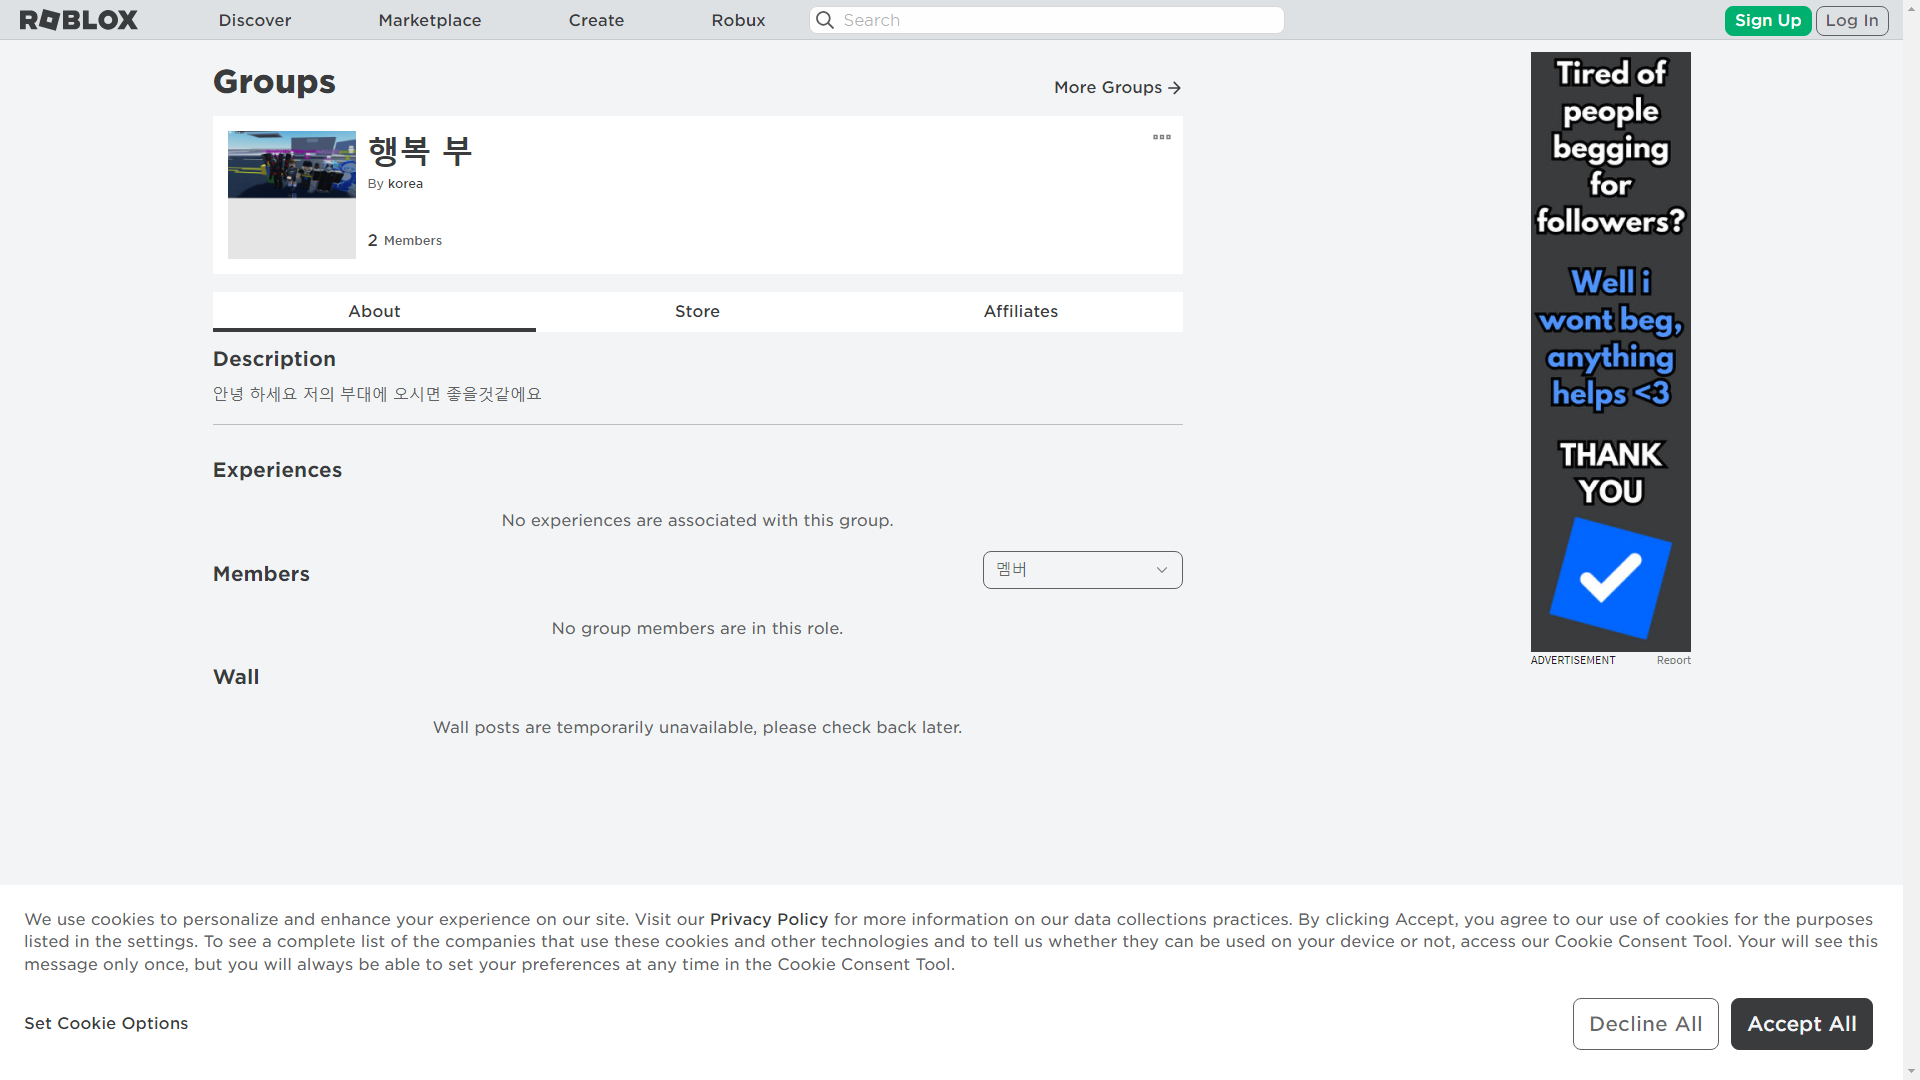 ROBLOX
Discover
Marketplace
Create
Robux
Search
Sign Up
Log In
Groups
More Groups
행복 부
By korea
2 Members
About
Store
Affiliates
Description
안녕 하세요 저의 부대에 오시면 좋을것같에요
Experiences
No experiences are associated with this group.
Members
멤버
No group members are in this role.
Wall
Wall posts are temporarily unavailable, please check back later.
Tired of
people
begging
for
followers?
Well i
wont beg,
anything
helps <3
THANK
YOU
ADVERTISEMENT
Report
We use cookies to personalize and enhance your experience on our site. Visit our Privacy Policy for more information on our data collections practices. By clicking Accept, you agree to our use of cookies for the purposes
listed in the settings. To see a complete list of the companies that use these cookies and other technologies and to tell us whether they can be used on your device or not, access our Cookie Consent Tool. Your will see this
message only once, but you will always be able to set your preferences at any time in the Cookie Consent Tool.
Set Cookie Options
Decline All
Accept All